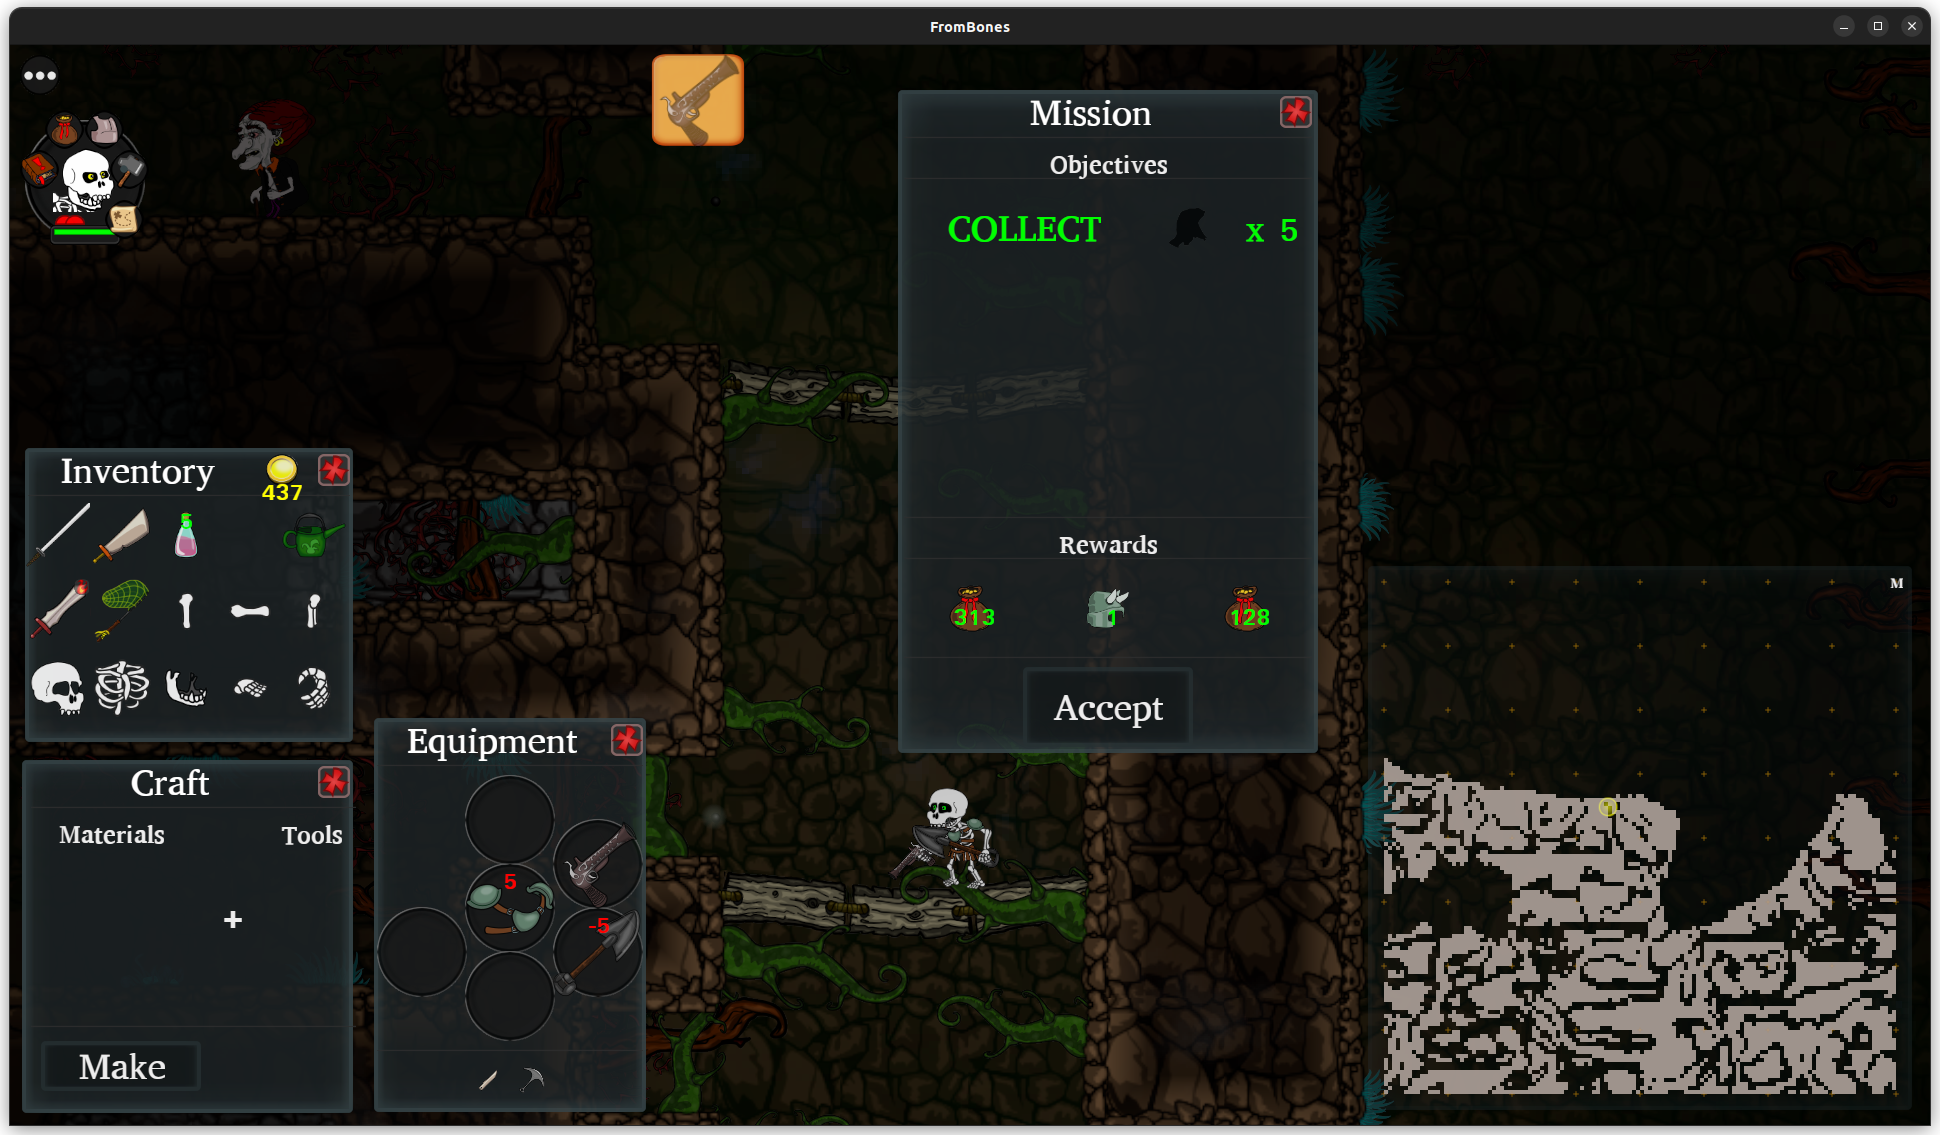 FromBones
Mission
Objectives
COLLECT x 5
Inventory
437
Rewards
313 1 128
M
Accept
Equipment
Craft
Materials Tools
5
-5
+
Make